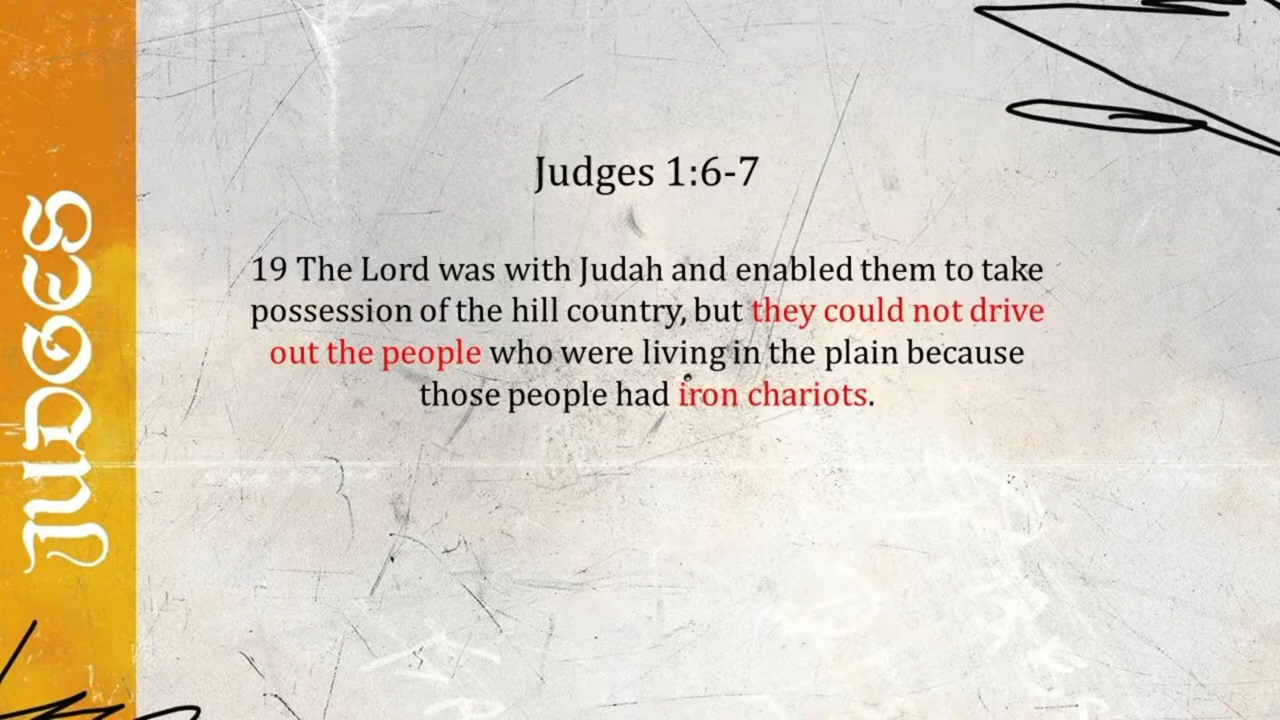 JUDGES
Judges 1:6-7
19 The Lord was with Judah and enabled them to take
possession of the hill country, but they could not drive
out the people who were living in the plain because
those people had iron chariots.